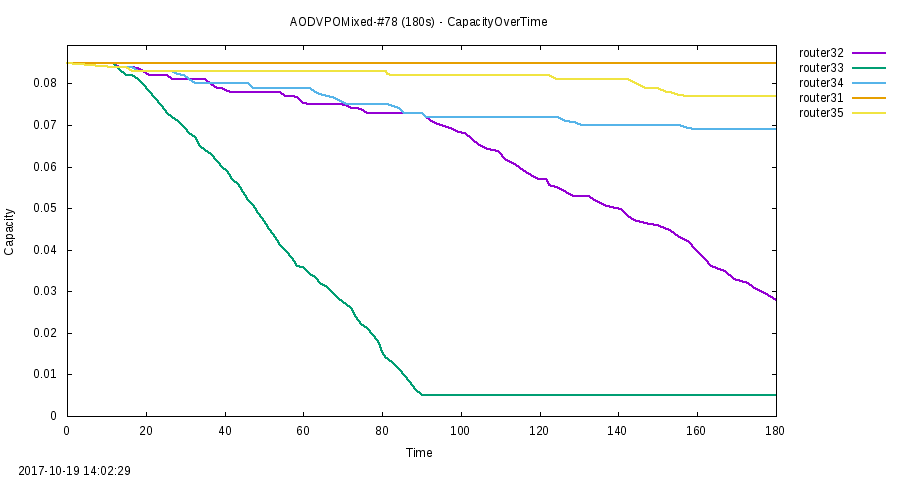 AODVPOMixed-#78 (180s) - CapacityOverTime
router32
router33
router34
router31
router35
0.08
0.07
0.06
0.05
0.04
0.03
0.02
0.01
0
Capacity
0 20 40 60 80 100 120 140 160 180
Time
2017-10-19 14:02:29